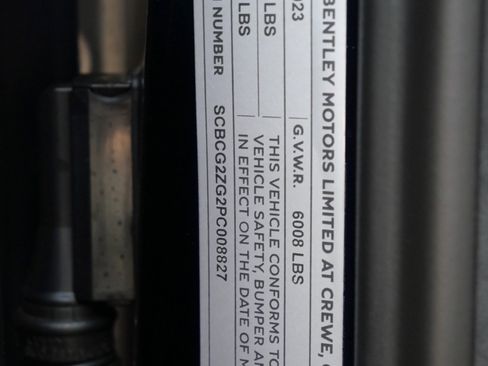 BENTLEY MOTORS LIMITED AT CREWE,
023 G.V.W.R. 6008 LBS
LBS THIS VEHICLE CONFORMS TO
VEHICLE SAFETY, BUMPER AN
LBS IN EFFECT ON THE DATE OF M
NUMBER SCBCG2ZG2PC008827